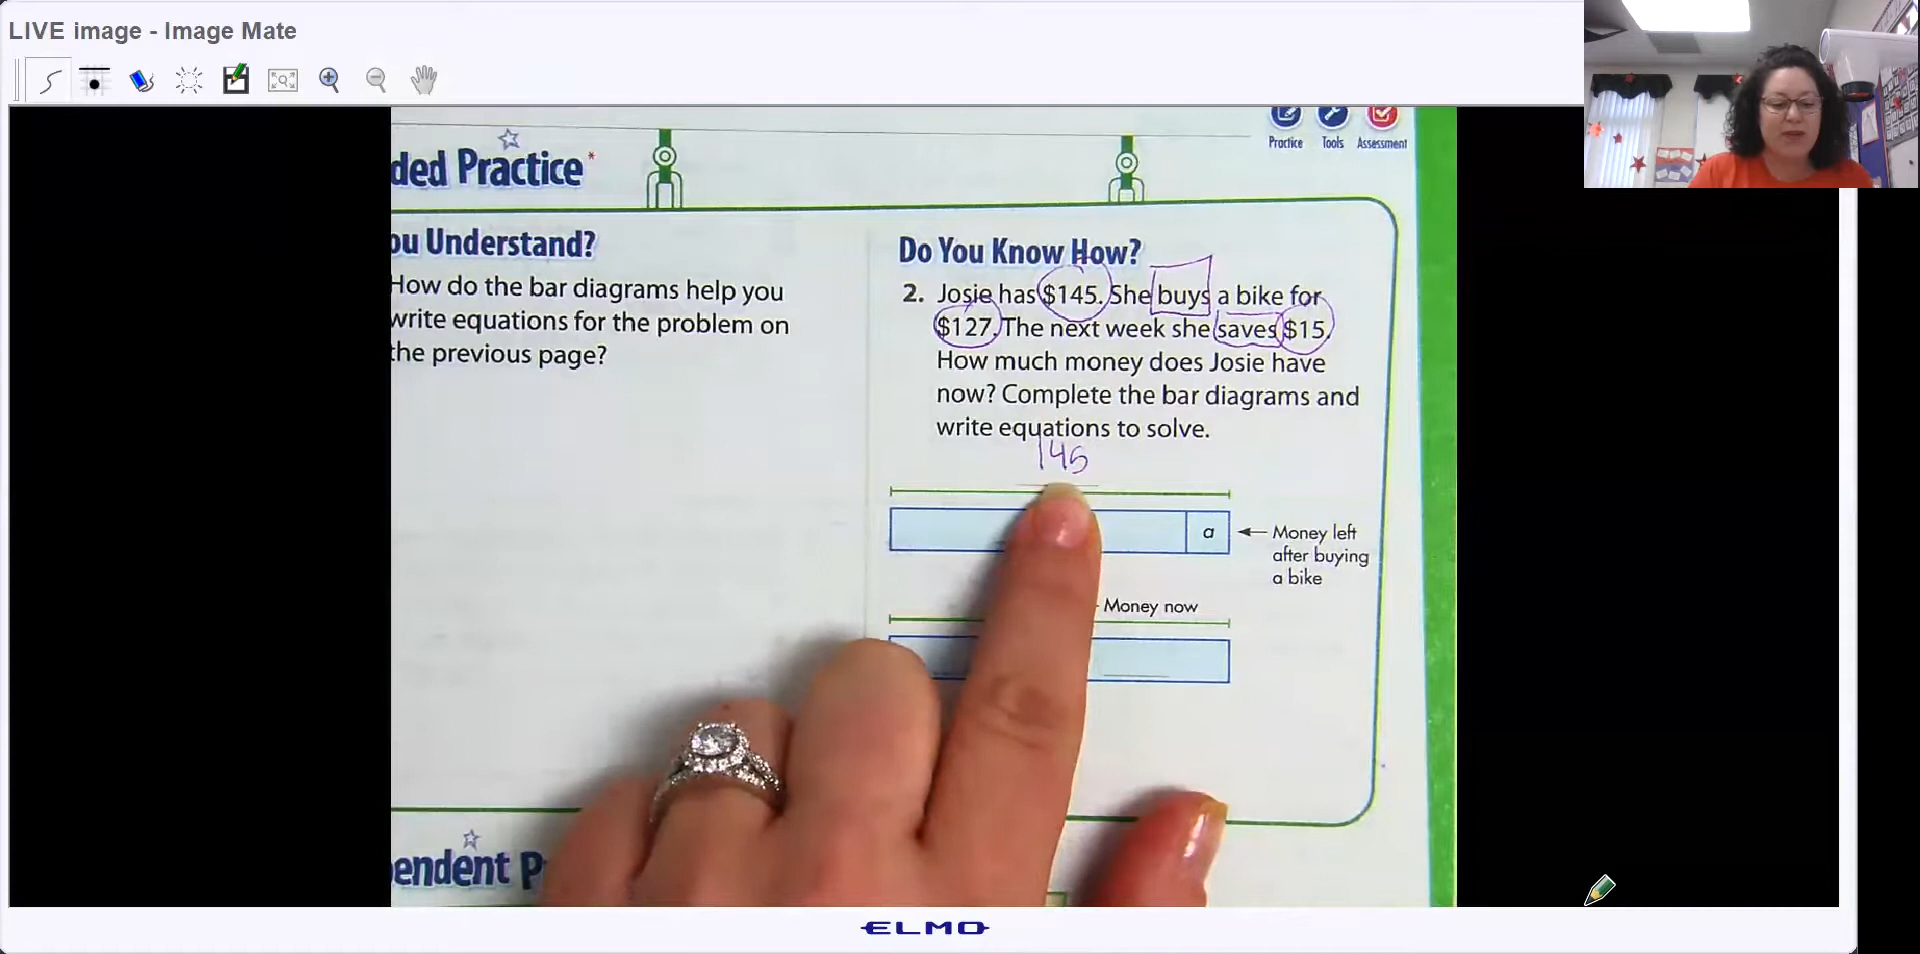 LIVE image - Image Mate
Practice
Tools
Assessment
ded Practice*
ou Understand?
How do the bar diagrams help you
write equations for the problem on
the previous page?
Do You Know How?
2. Josie has $145. She buys a bike for
$127. The next week she saves $15.
How much money does Josie have
now? Complete the bar diagrams and
write equations to solve.
145
a
Money left
after buying
a bike
Money now
endent P
ELMO